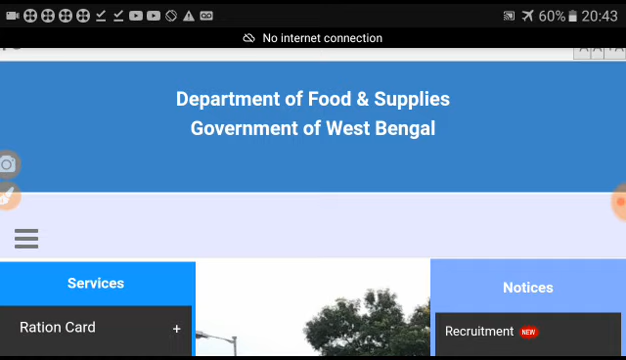 60% 20:43
No internet connection
Department of Food & Supplies
Government of West Bengal
Services
Notices
Ration Card +
Recruitment NEW